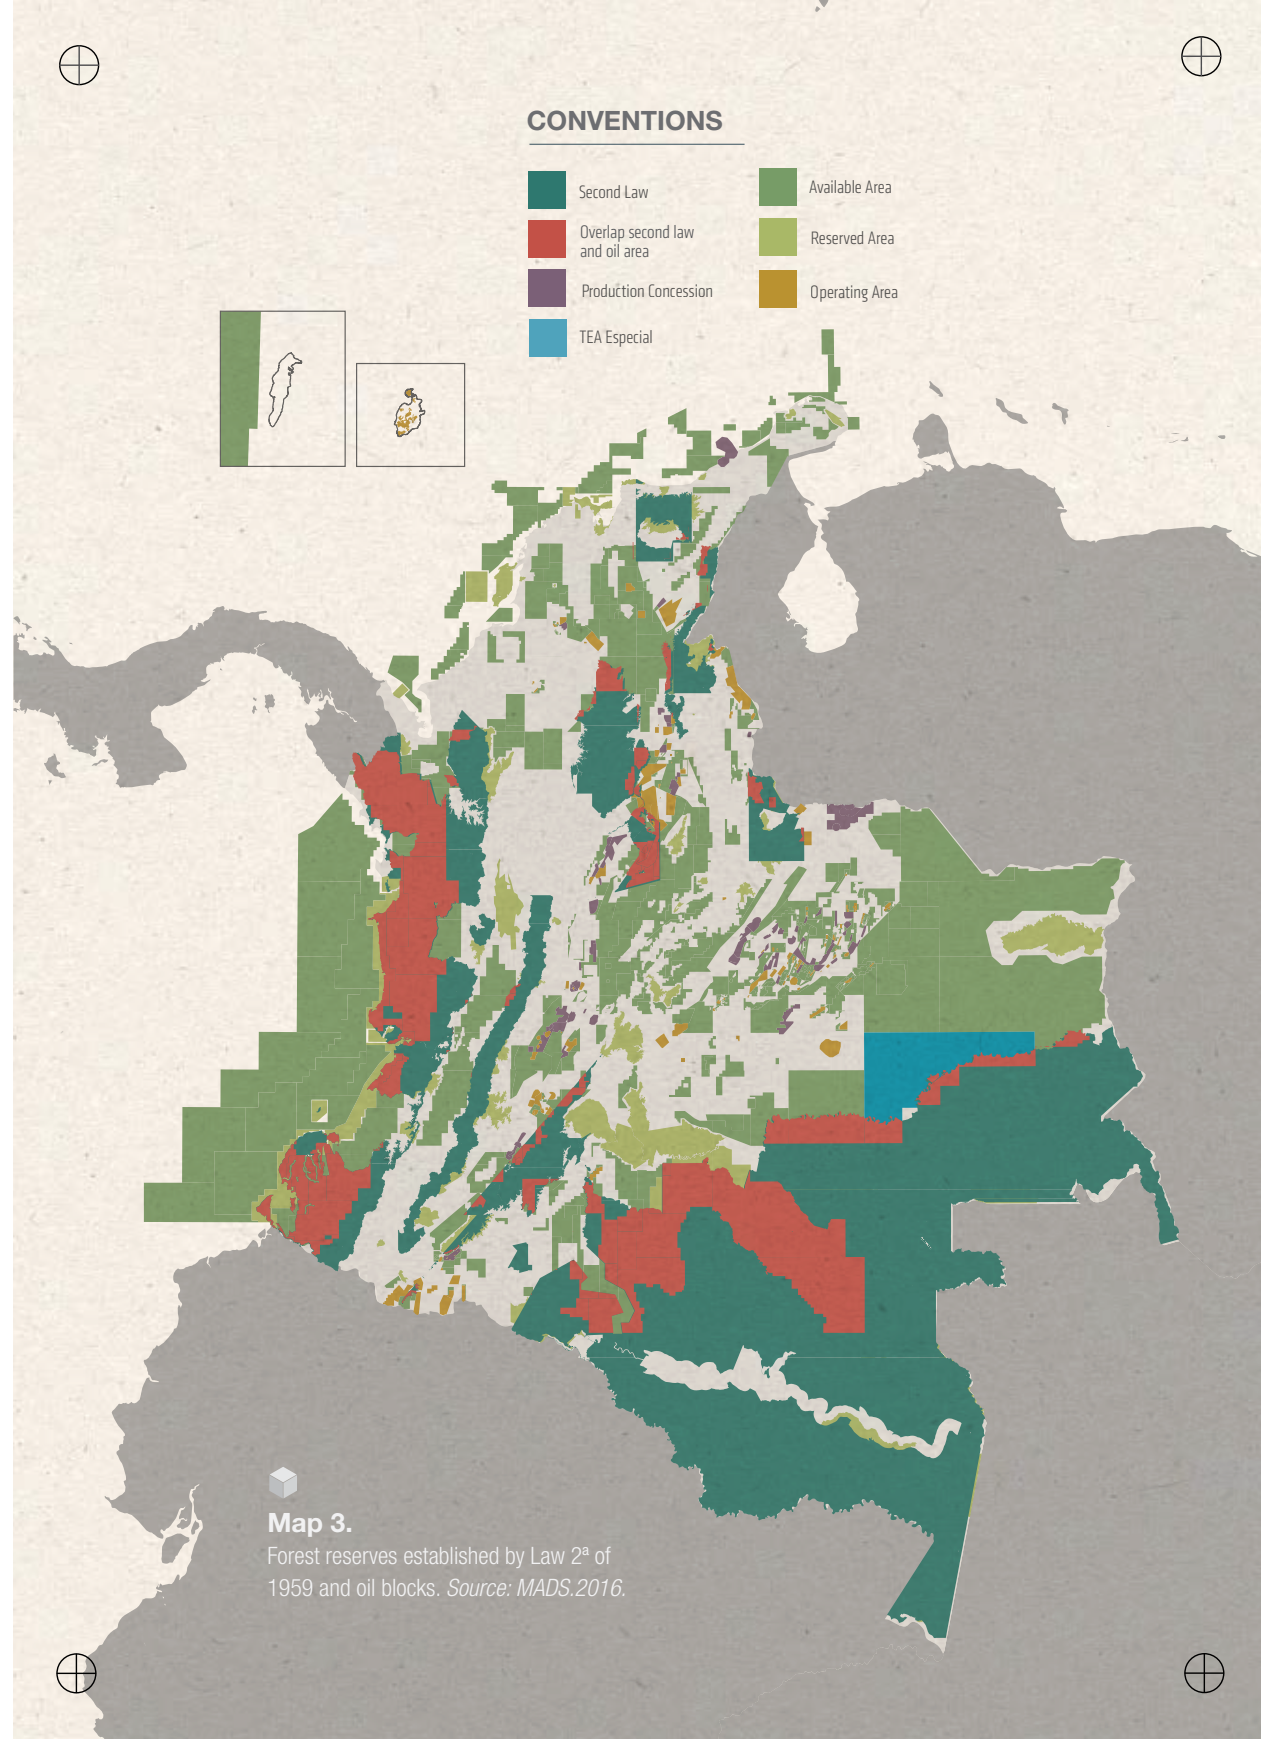 CONVENTIONS
Second Law
Overlap second law
and oil area
Production Concession
TEA Especial
Available Area
Reserved Area
Operating Area
Map 3.
Forest reserves established by Law 2ª of
1959 and oil blocks. Source: MADS.2016.